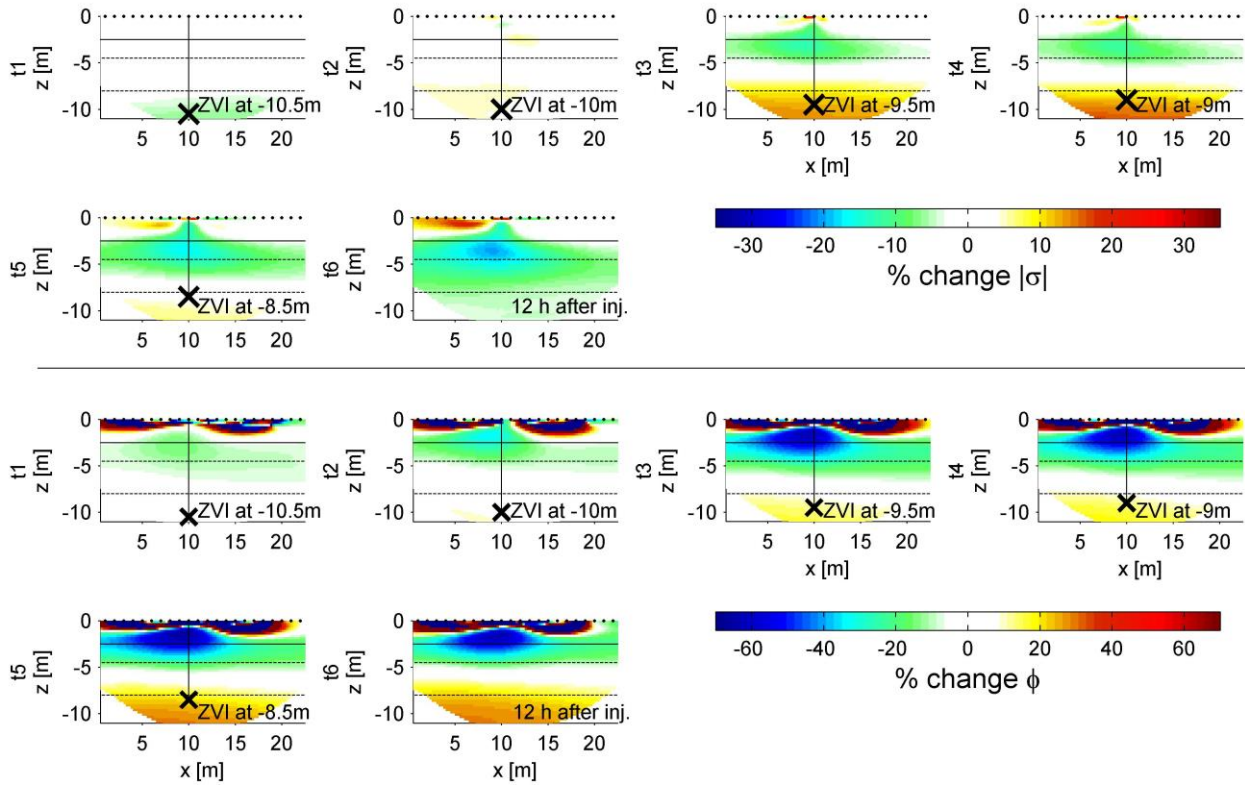 t1
z [m]
0
-5
-10
ZVI at -10.5m
5 10 15 20
t2
z [m]
0
-5
-10
ZVI at -10m
5 10 15 20
t3
z [m]
0
-5
-10
ZVI at -9.5m
5 10 15 20
x [m]
t4
z [m]
0
-5
-10
ZVI at -9m
5 10 15 20
x [m]
t5
z [m]
0
-5
-10
ZVI at -8.5m
5 10 15 20
t6
z [m]
0
-5
-10
12 h after inj.
5 10 15 20
-30 -20 -10 0 10 20 30
% change |σ|
t1
z [m]
0
-5
-10
ZVI at -10.5m
5 10 15 20
t2
z [m]
0
-5
-10
ZVI at -10m
5 10 15 20
t3
z [m]
0
-5
-10
ZVI at -9.5m
5 10 15 20
x [m]
t4
z [m]
0
-5
-10
ZVI at -9m
5 10 15 20
x [m]
t5
z [m]
0
-5
-10
ZVI at -8.5m
5 10 15 20
x [m]
t6
z [m]
0
-5
-10
12 h after inj.
5 10 15 20
x [m]
-60 -40 -20 0 20 40 60
% change ϕ